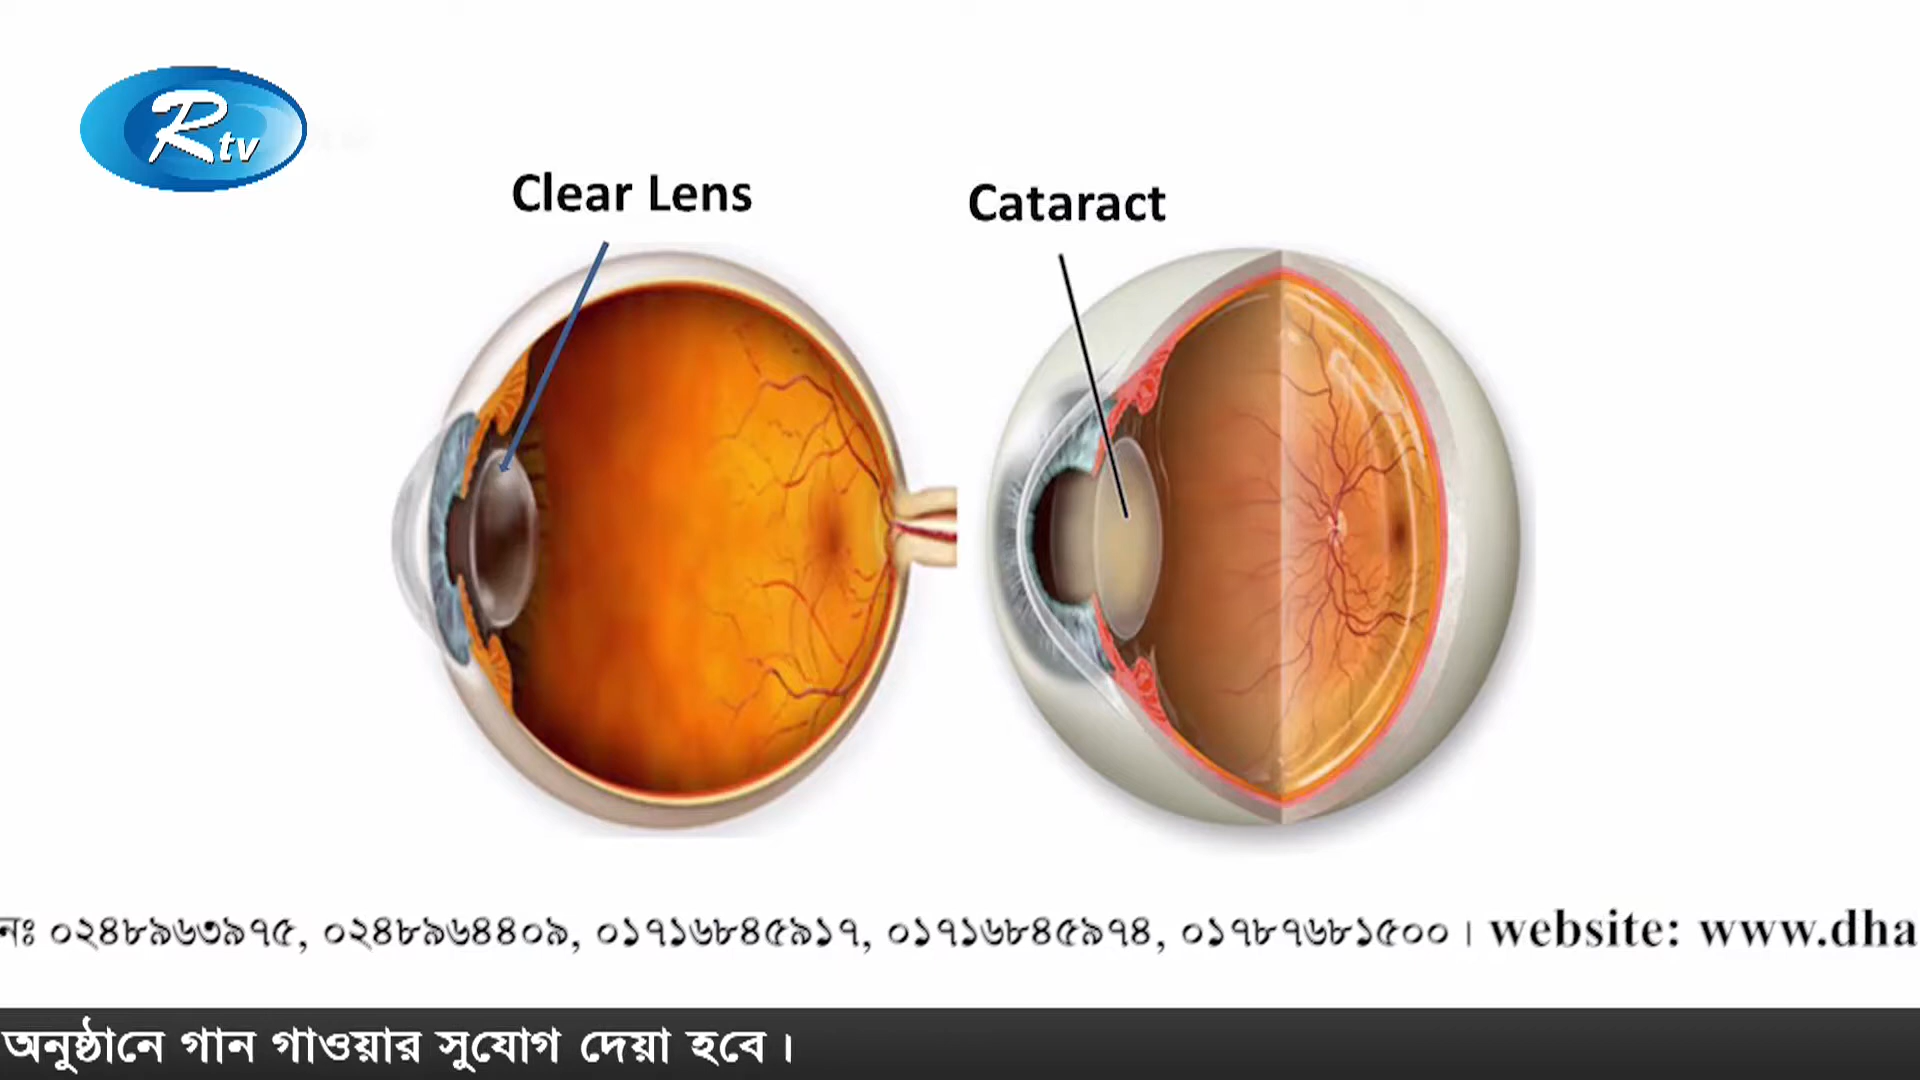 Rtv
Clear Lens
Cataract
নঃ ০২৪৮৯৬৩৯৭৫, ০২৪৮৯৬৪৪০৯, ০১৭১৬৮৪৫৯১৭, ০১৭১৬৮৪৫৯৭৪, ০১৭৮৭৬৮১৫০০। website: www.dha
অনুষ্ঠানে গান গাওয়ার সুযোগ দেয়া হবে।